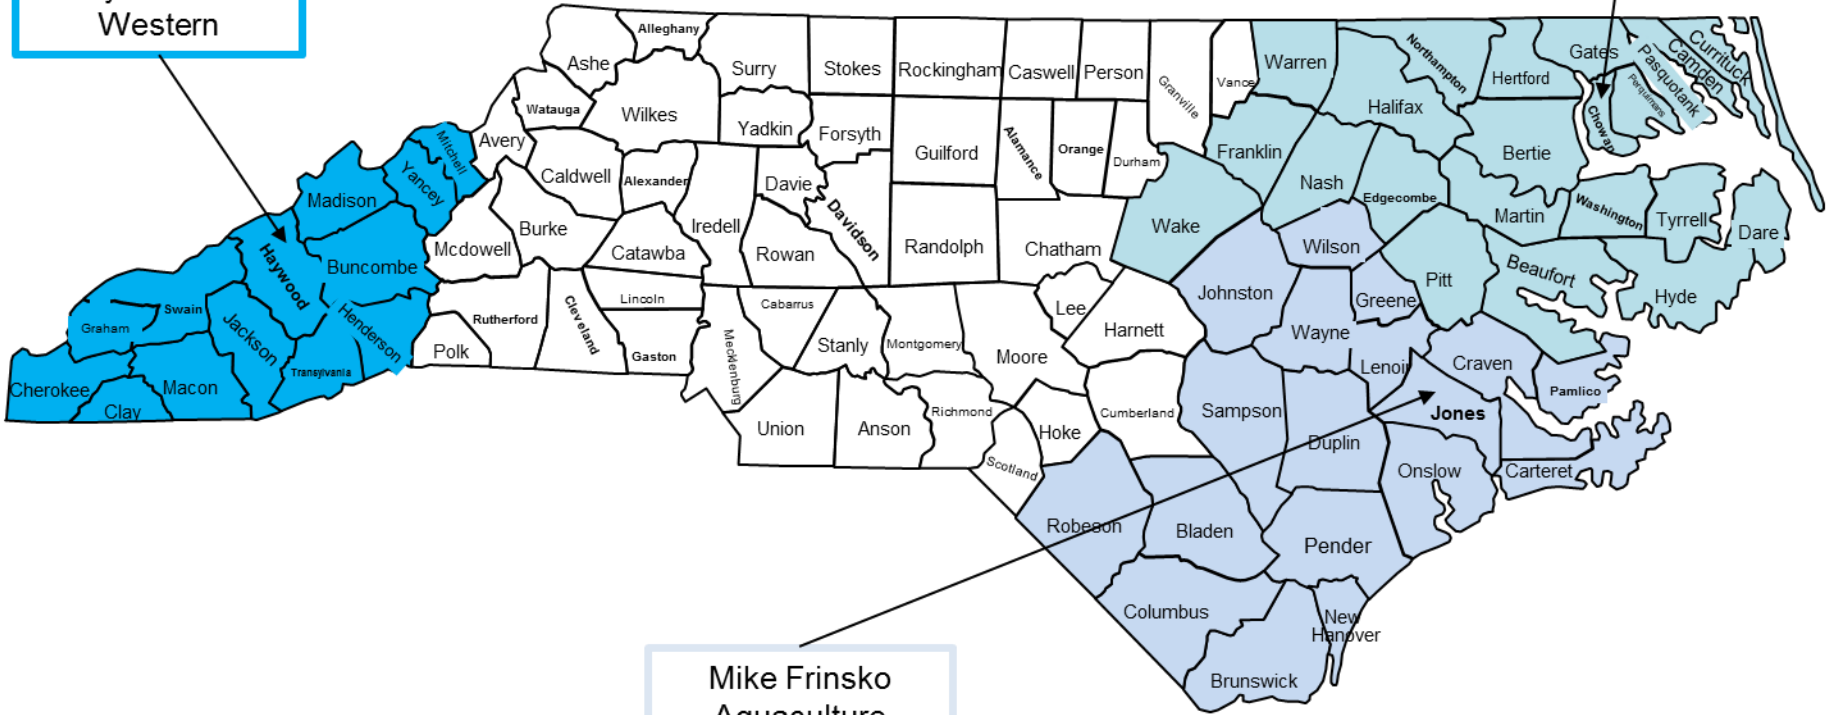 Western
Alleghany
Ashe
Surry
Stokes
Rockingham
Caswell
Person
Granville
Vance
Warren
Northampton
Hertford
Gates
Pasquotank
Camden
Currituck
Perquimans
Chowan
Watauga
Wilkes
Yadkin
Forsyth
Guilford
Alamance
Orange
Durham
Franklin
Halifax
Nash
Edgecombe
Bertie
Mitchell
Avery
Yancey
Madison
Caldwell
Alexander
Davie
Davidson
Iredell
Rowan
Randolph
Chatham
Wake
Wilson
Martin
Washington
Tyrrell
Dare
Haywood
Buncombe
Mcdowell
Burke
Catawba
Lincoln
Cabarrus
Lee
Harnett
Johnston
Greene
Pitt
Beaufort
Hyde
Swain
Graham
Jackson
Henderson
Transylvania
Rutherford
Cleveland
Gaston
Polk
Mecklenburg
Stanly
Montgomery
Moore
Wayne
Lenoir
Craven
Pamlico
Cherokee
Macon
Clay
Union
Anson
Richmond
Hoke
Scotland
Cumberland
Sampson
Duplin
Jones
Onslow
Carteret
Robeson
Bladen
Pender
Columbus
New
Hanover
Brunswick
Mike Frinsko
Aquaculture